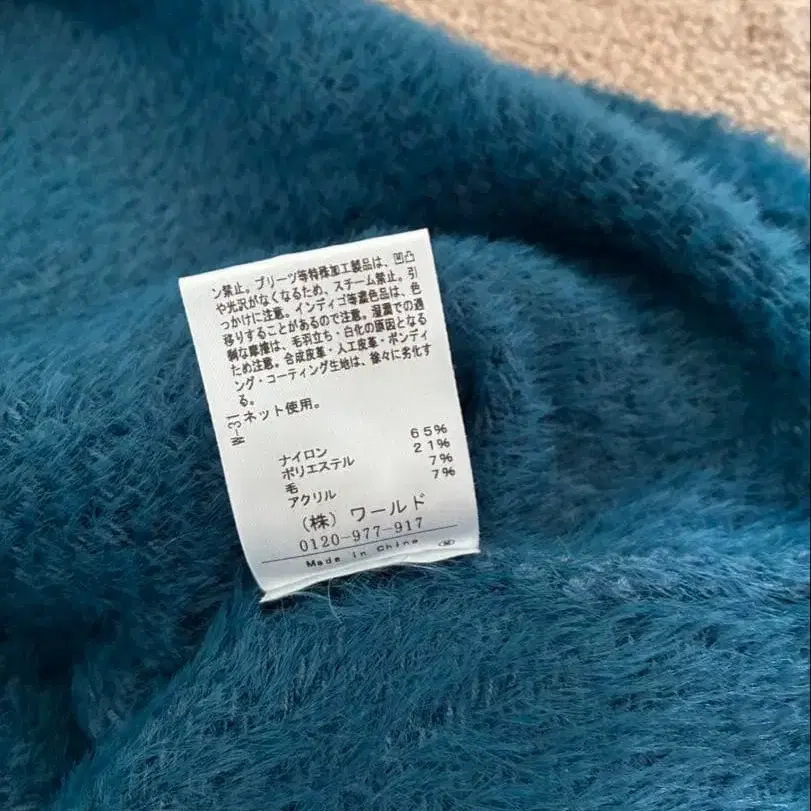 ン禁止。プリーツ等特殊加工製品は、凹凸
や光沢がなくなるため、スチーム禁止。引
っかけに注意。インディゴ等濃色品は、色
移りすることがあるので注意。湿潤での過
剰な摩擦は、毛羽立ち・白化の原因となる
ため注意。合成皮革・人工皮革・ボンディ
ング・コーティング生地は、徐々に劣化す
る。
ネット使用。
W-31
ナイロン 65%
ポリエステル 21%
毛 7%
アクリル 7%
(株) ワールド
0120-977-917
Made in China